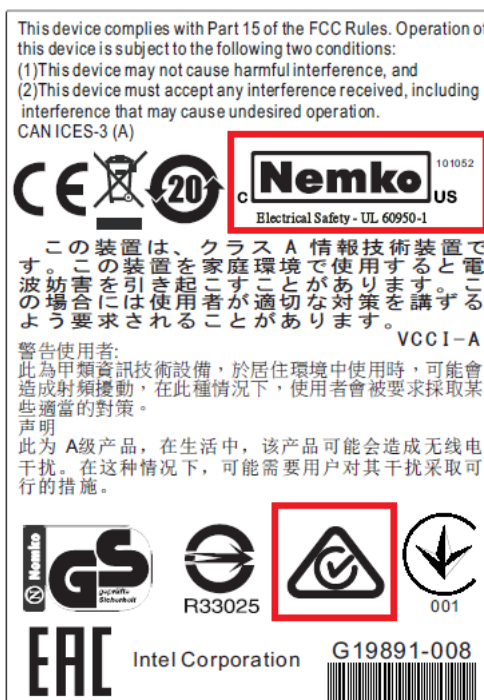 This device complies with Part 15 of the FCC Rules. Operation of
this device is subject to the following two conditions:
(1)This device may not cause harmful interference, and
(2)This device must accept any interference received, including
interference that may cause undesired operation.
CAN ICES-3 (A)
CE 20 C Nemko US 101052
Electrical Safety - UL 60950-1
この装置は、クラス A 情報技術装置で
す。この装置を家庭環境で使用すると電
波妨害を引き起こすことがあります。こ
の場合には使用者が適切な対策を講ずる
よう要求されることがあります。
VCCI-A
警告使用者:
此為甲類資訊技術設備，於居住環境中使用時，可能會
造成射頻擾動，在此種情況下，使用者會被要求採取某
些適當的對策。
声明
此为 A级产品，在生活中，该产品可能会造成无线电
干扰。在这种情况下，可能需要用户对其干扰采取可
行的措施。
N Nemko GS geprüfte Sicherheit
R33025
001
EAC Intel Corporation G19891-008